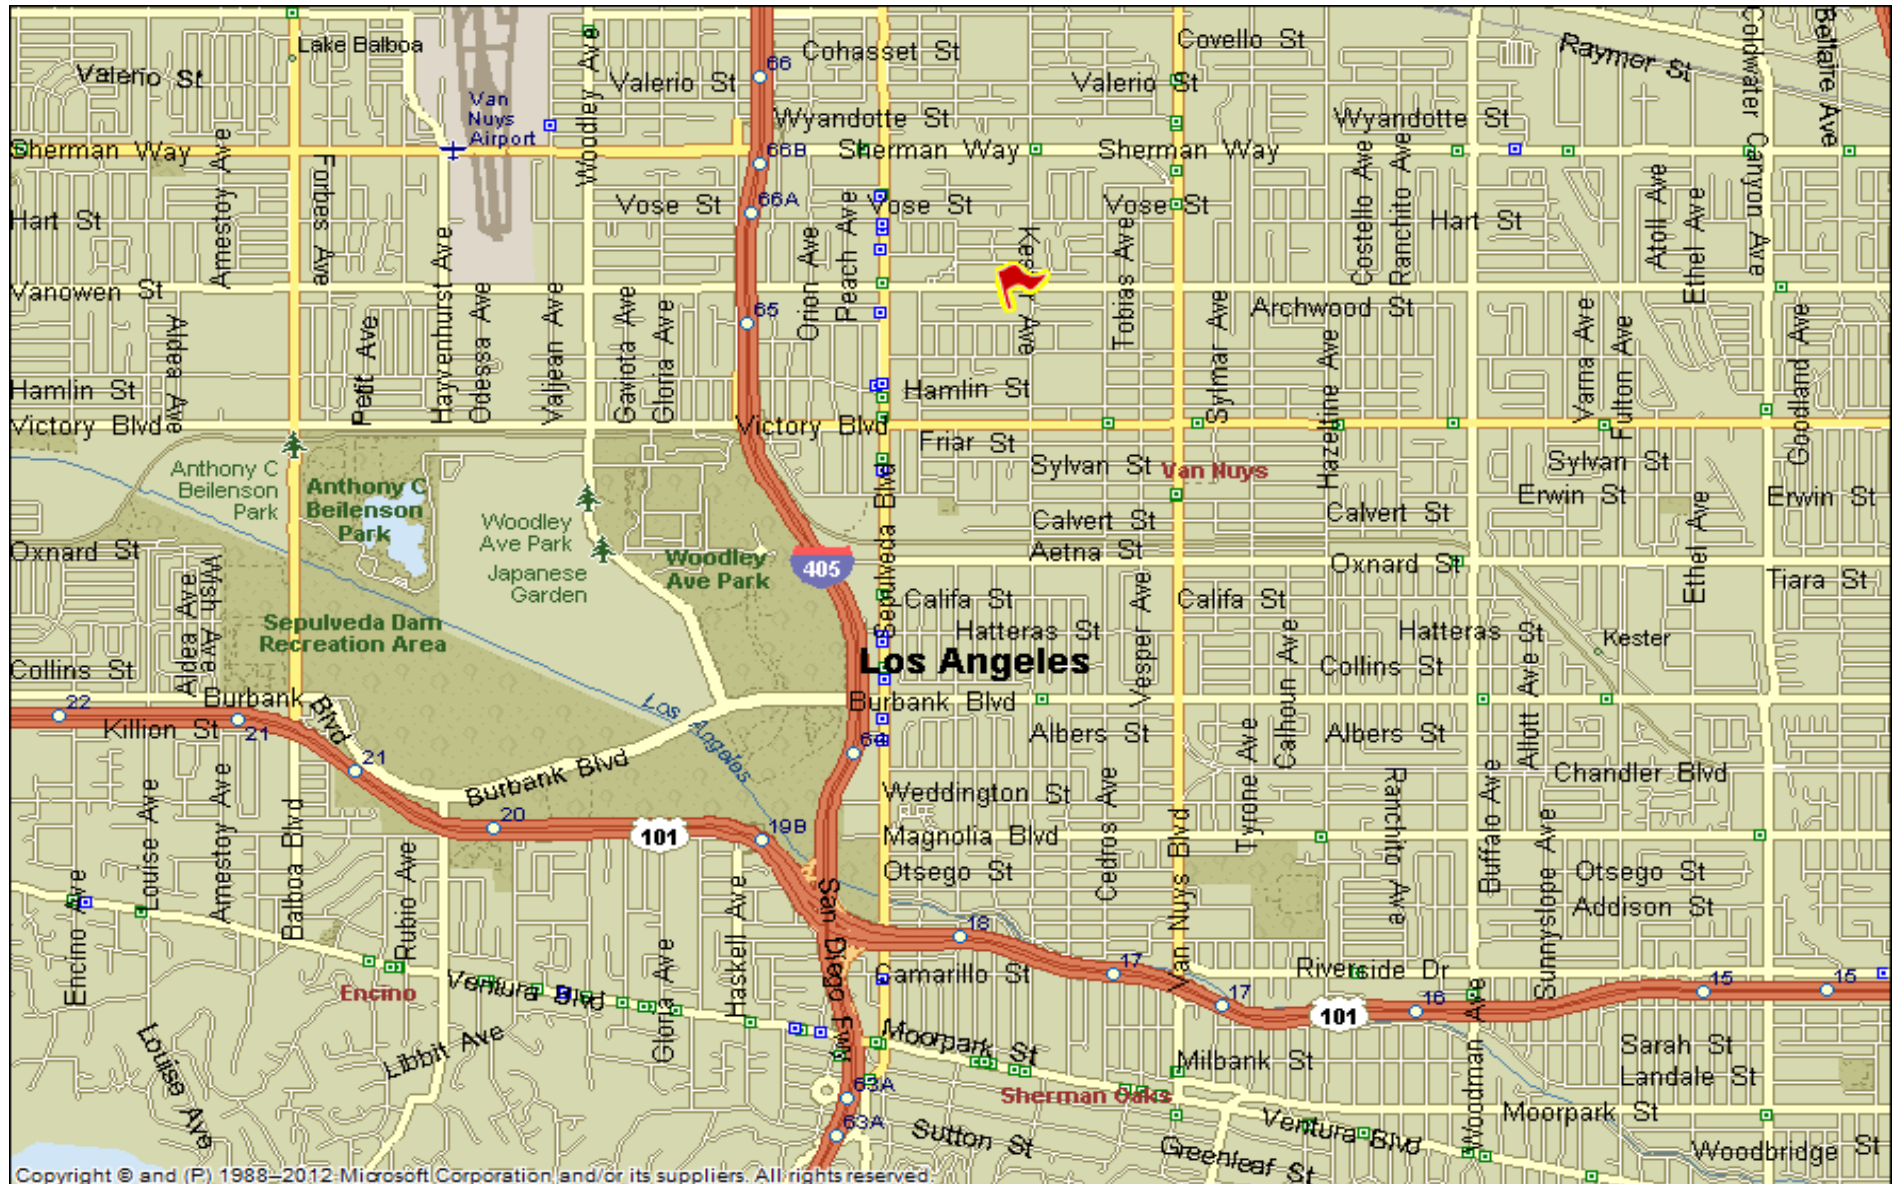 Lake Balboa
Cohasset St
Covello St
Raymer St
Coldwater Canyon Ave
Bellaire Ave
Valerio St
Woodley Ave
Valerio St
66
Valerio St
Van
Nuys
Airport
Wyandotte St
Wyandotte St
Sherman Way
66B
Sherman Way
Sherman Way
Amestoy Ave
Forbes Ave
Costello Ave
Ranchito Ave
Atoll Ave
Ethel Ave
Hart St
Vose St
66A
Peach Ave
Vose St
Vose St
Hart St
Hayvenhurst Ave
Orion Ave
Tobias Ave
Vanowen St
Odessa Ave
Valjean Ave
Gaviota Ave
Gloria Ave
65
Archwood St
Aldea Ave
Petit Ave
Sylmar Ave
Hazeltine Ave
Varna Ave
Fulton Ave
Goodland Ave
Hamlin St
Hamlin St
Victory Blvd
Victory Blvd
Friar St
Anthony C
Beilenson
Park
Anthony C
Beilenson
Park
Sylvan St
Van Nuys
Sylvan St
Erwin St
Erwin St
Woodley
Ave Park
Sepulveda Blvd
Calvert St
Calvert St
Ethel Ave
Oxnard St
Woodley
Ave Park
405
Aetna St
Oxnard St
Japanese
Garden
Tiara St
Aldea Ave
Wish Ave
Califa St
Califa St
Sepulveda Dam
Recreation Area
Hatteras St
Vesper Ave
Calhoun Ave
Hatteras St
Kester
Collins St
Los Angeles
Collins St
Allott Ave
Burbank Blvd
22
21
Los Angeles
Burbank Blvd
Killion St
21
64
Albers St
Albers St
Tyrone Ave
Burbank Blvd
Chandler Blvd
Louise Ave
Amestoy Ave
Balboa Blvd
Weddington St
Cedros Ave
Van Nuys Blvd
Ranchito Ave
Buffalo Ave
Sunnyslope Ave
20
101
19B
Magnolia Blvd
Encino Ave
Rubio Ave
Haskell Ave
San Diego Fwy
Otsego St
Otsego St
Addison St
18
Gloria Ave
Camarillo St
17
Riverside Dr
15
15
Encino
Ventura Blvd
17
101
16
Woodman Ave
Louise Ave
Libbit Ave
Moorpark St
Milbank St
Sarah St
Landale St
63A
Sherman Oaks
Moorpark St
63A
Sutton St
Ventura Blvd
Greenleaf St
Woodbridge St
Copyright © and (P) 1988–2012 Microsoft Corporation and/or its suppliers. All rights reserved.